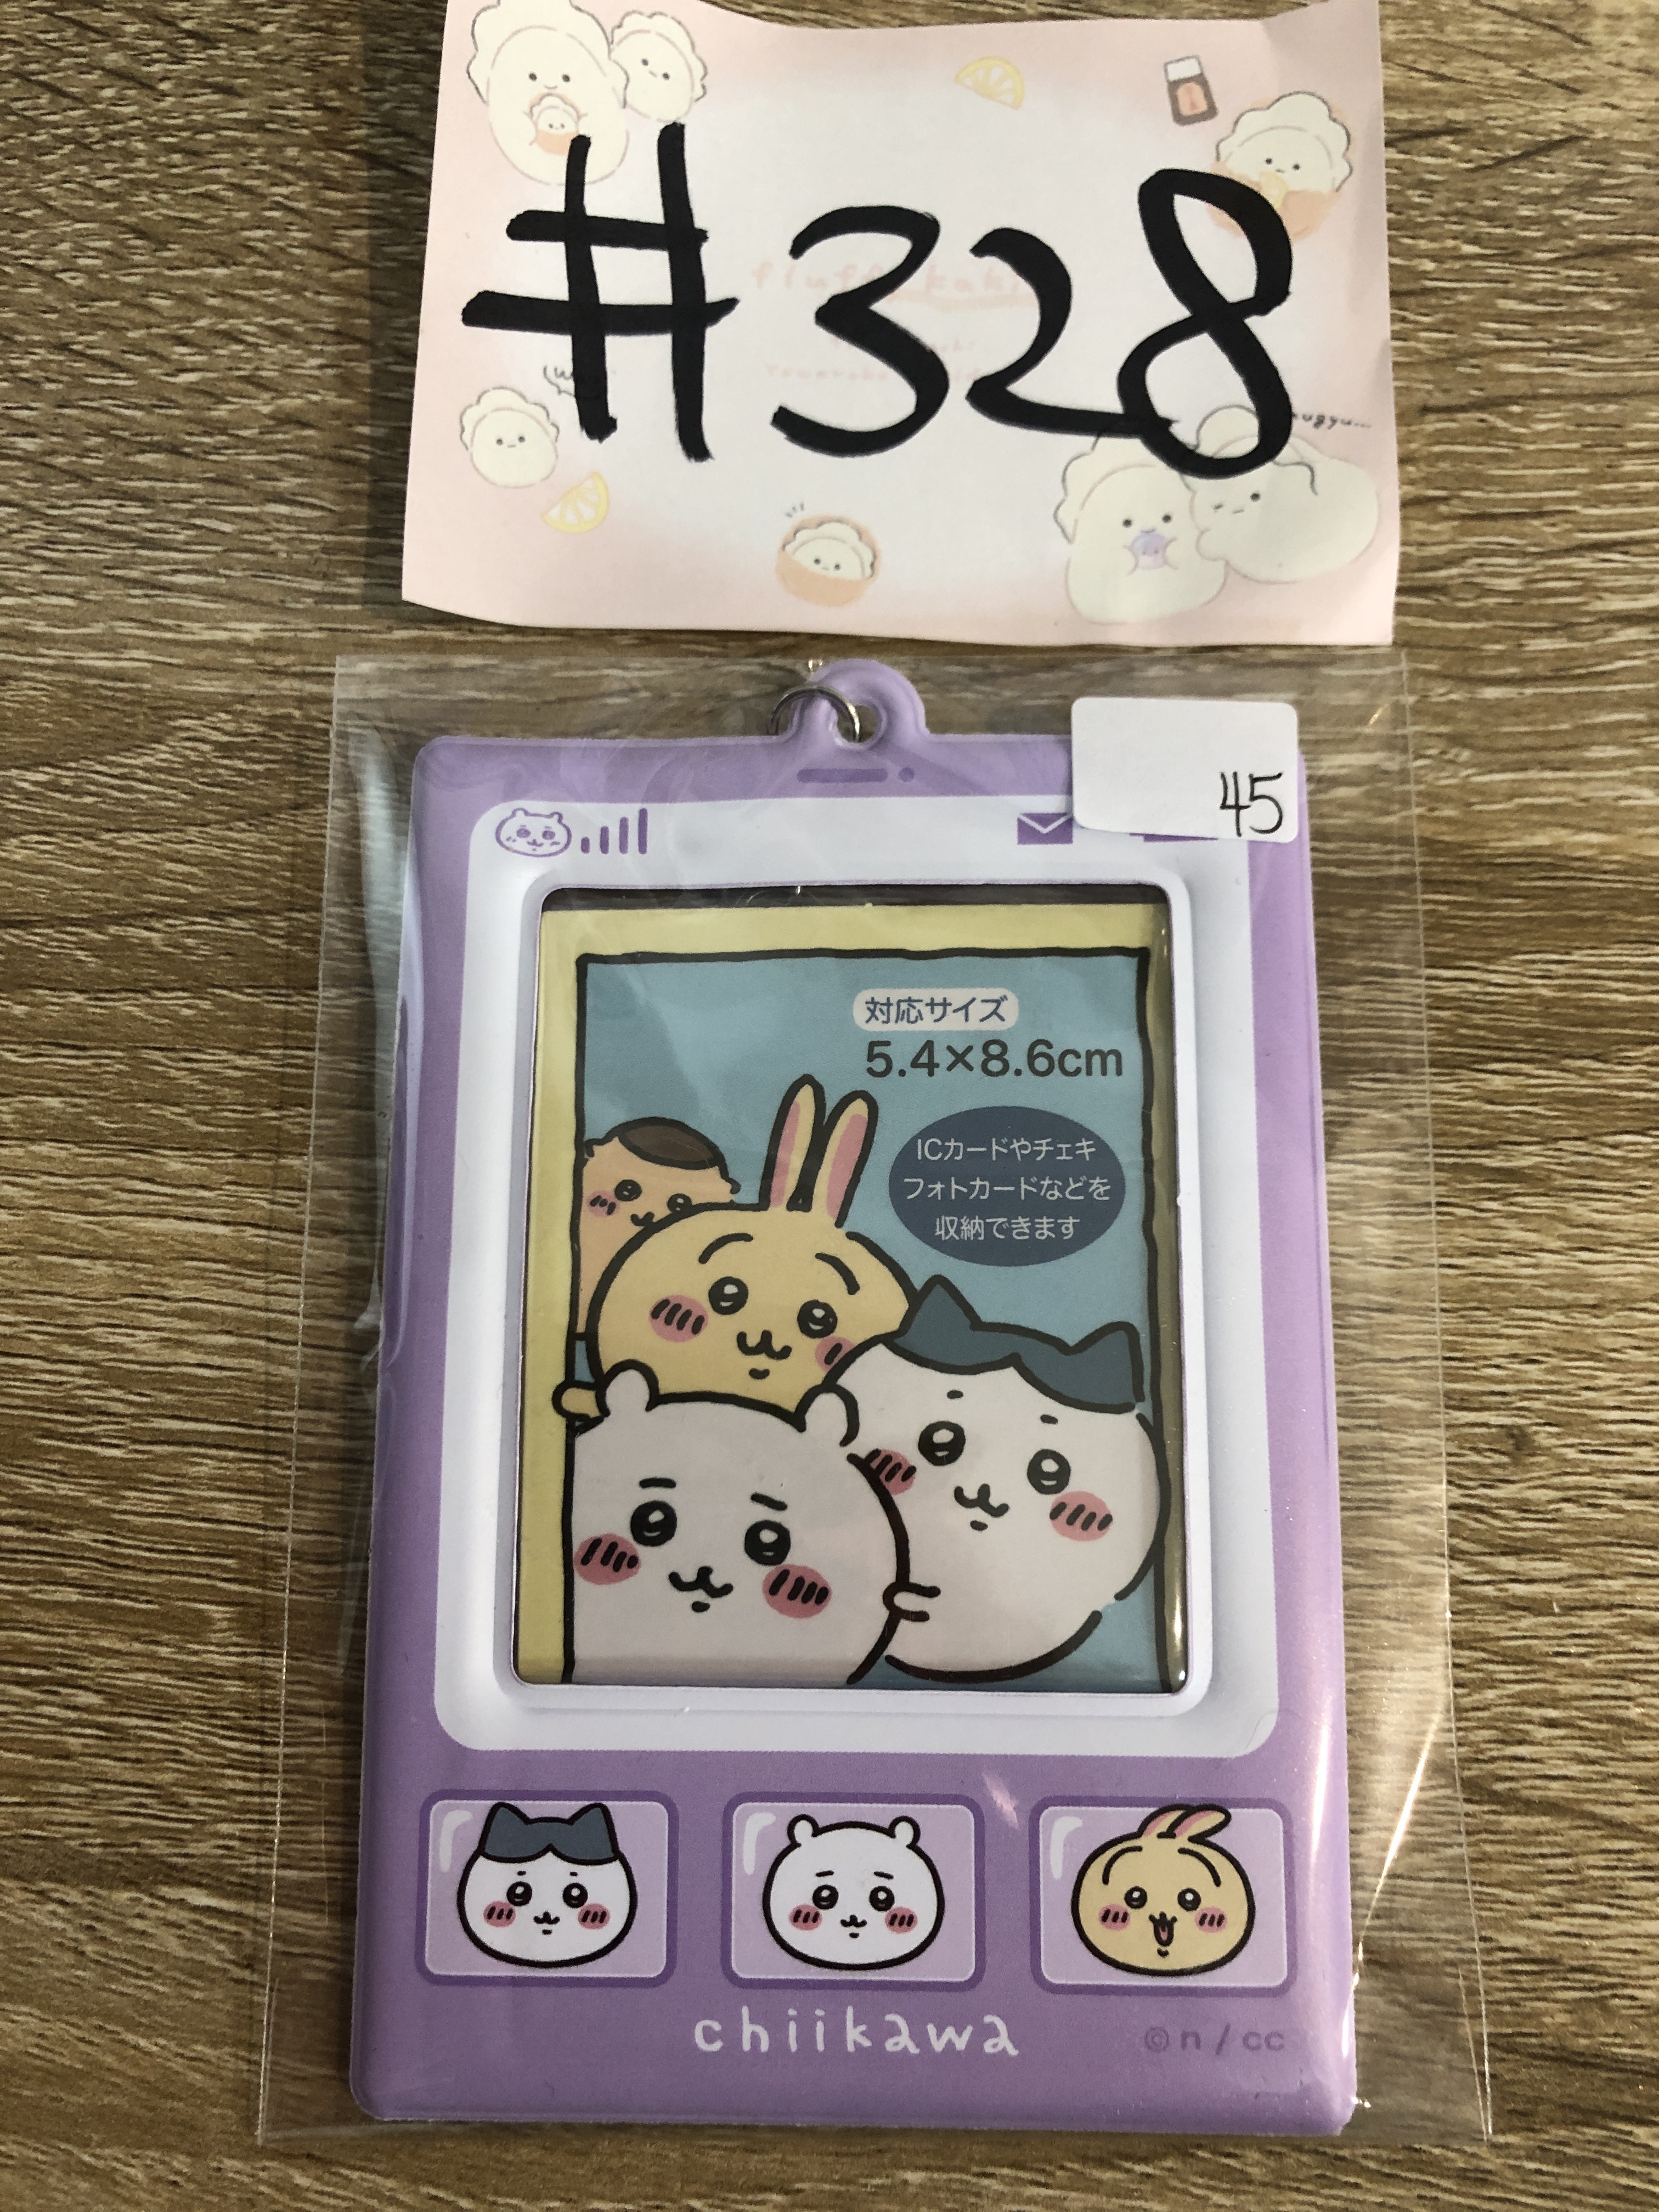 #328
nugyu...
45
対応サイズ
5.4×8.6cm
ICカードやチェキ
フォトカードなどを
収納できます
chiikawa
©n/cc